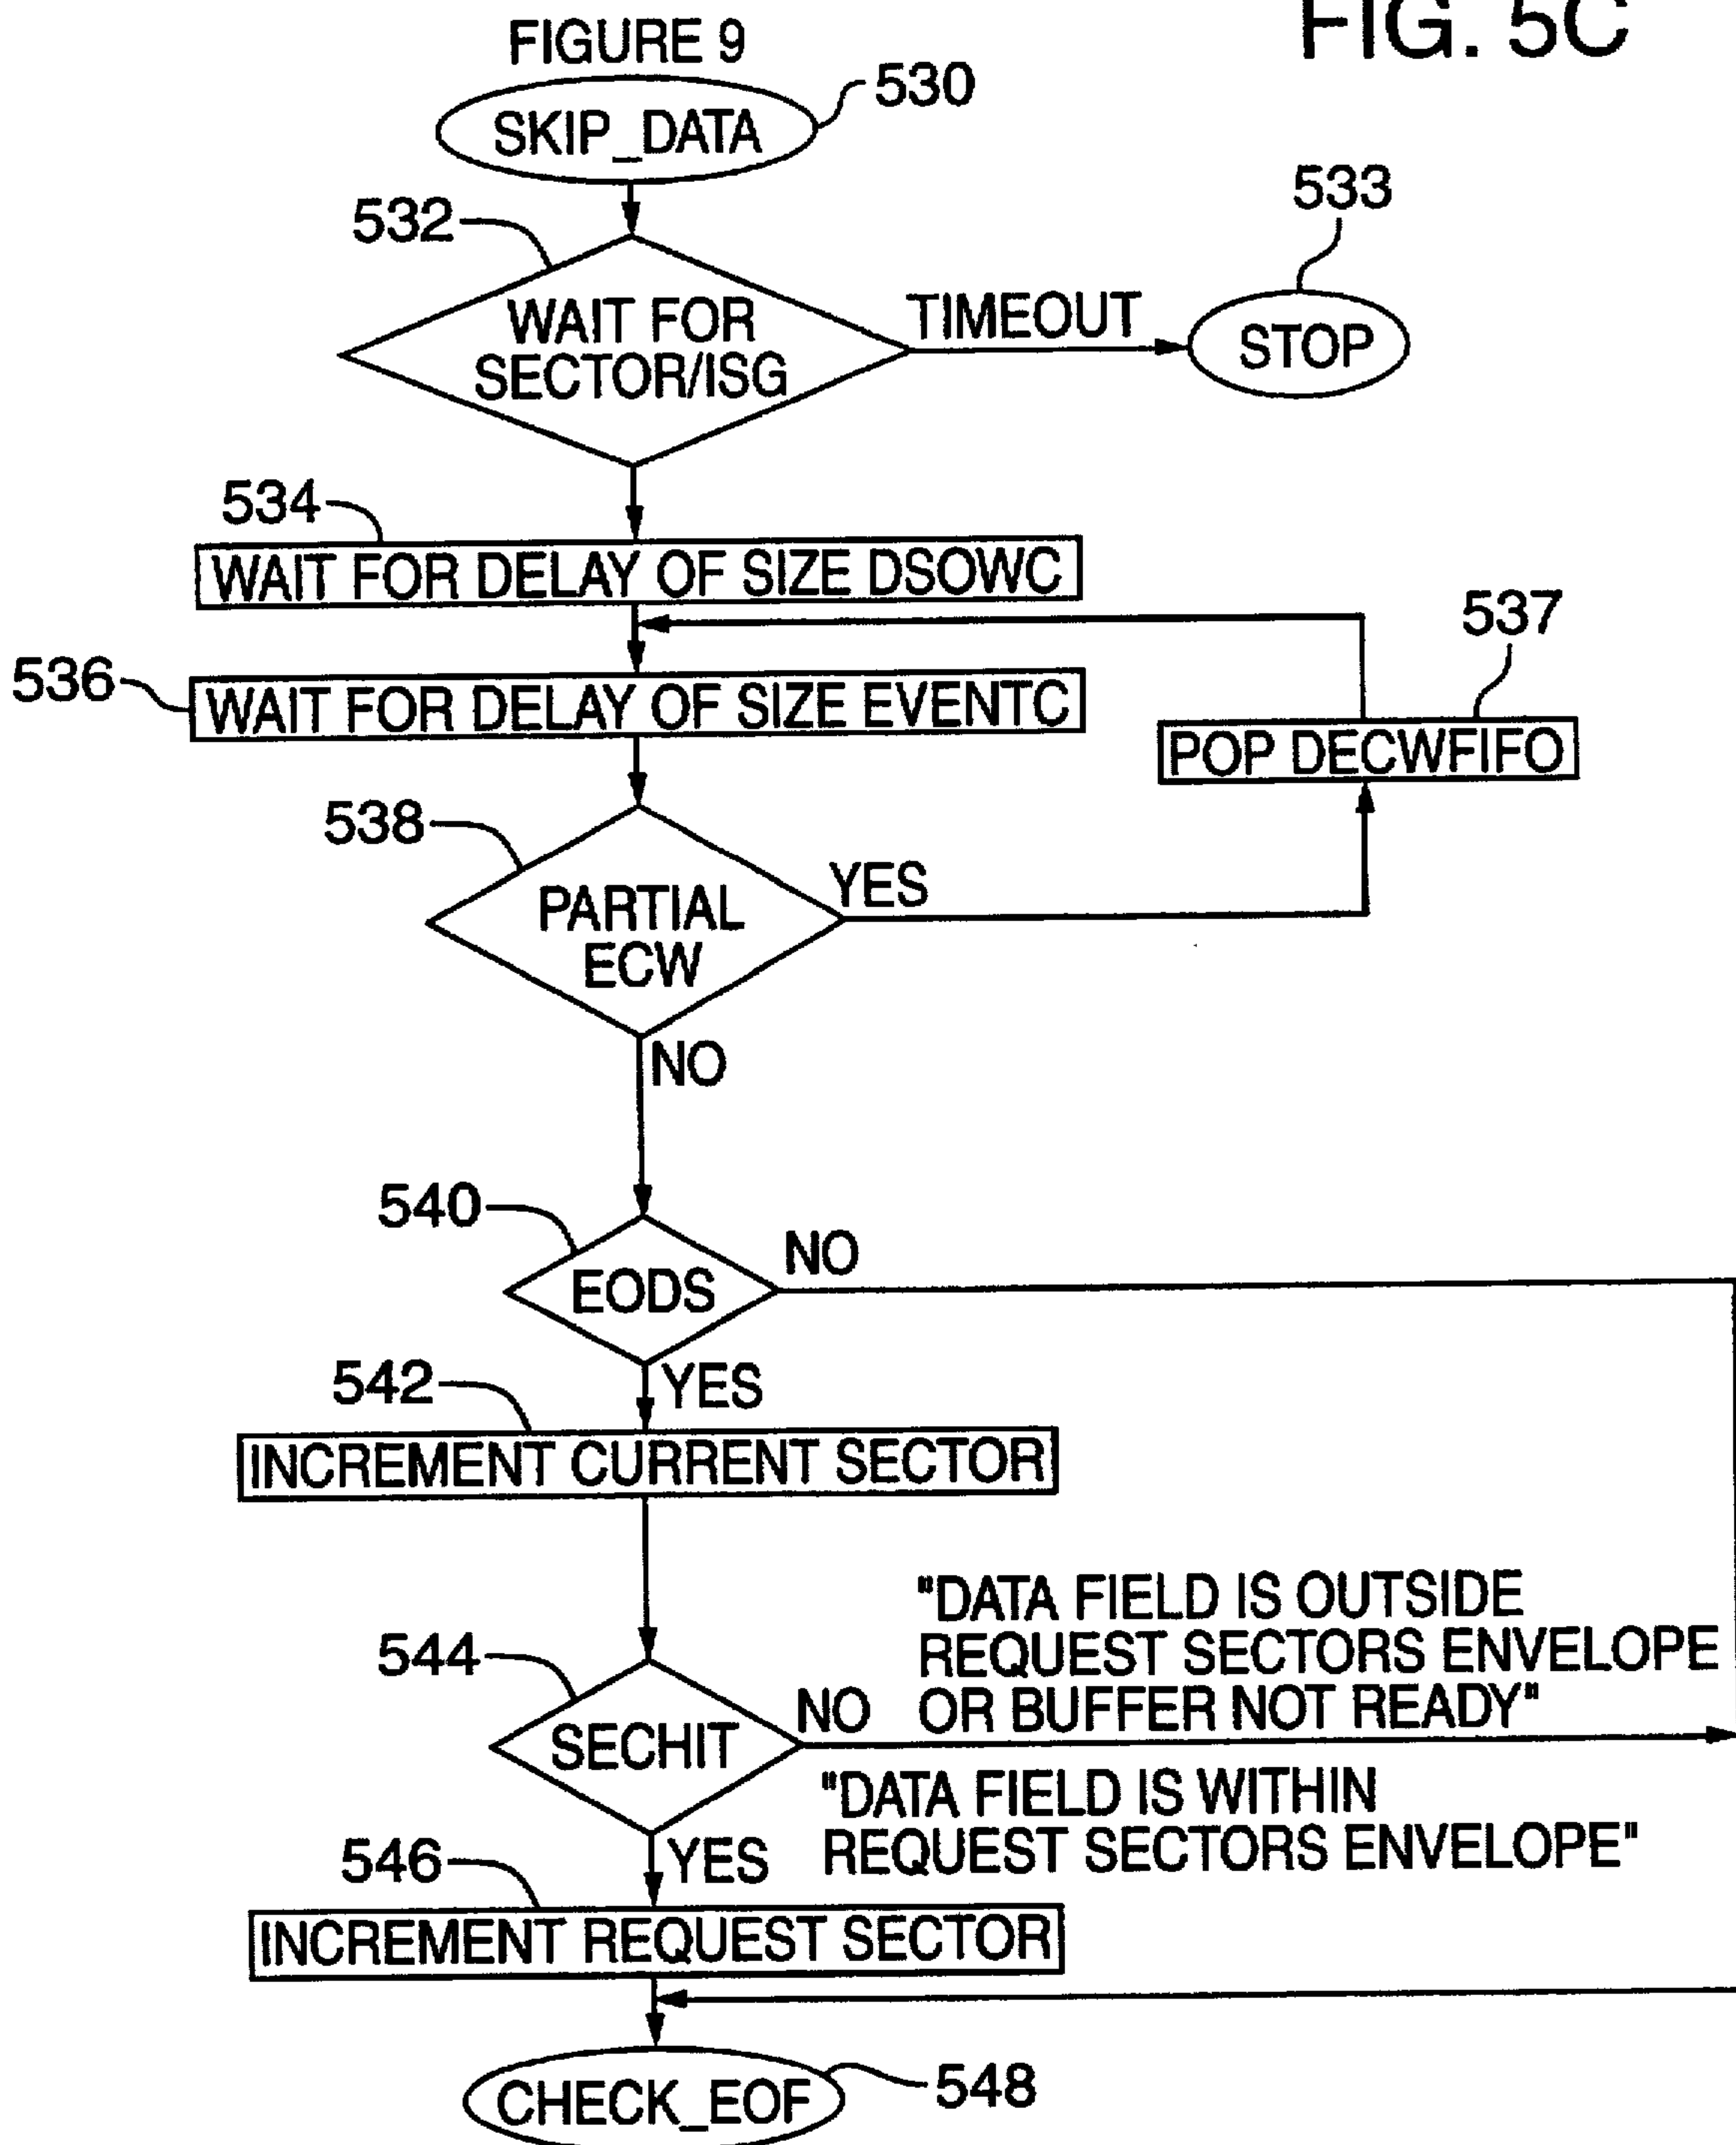 FIG. 5C
FIGURE 9
530
SKIP_DATA
532
533
WAIT FOR
SECTOR/ISG
TIMEOUT
STOP
534
WAIT FOR DELAY OF SIZE DSOWC
537
536
WAIT FOR DELAY OF SIZE EVENTC
POP DECWFIFO
538
YES
PARTIAL
ECW
NO
540
NO
EODS
542
YES
INCREMENT CURRENT SECTOR
"DATA FIELD IS OUTSIDE
REQUEST SECTORS ENVELOPE
OR BUFFER NOT READY"
544
NO
SECHIT
"DATA FIELD IS WITHIN
REQUEST SECTORS ENVELOPE"
546
YES
INCREMENT REQUEST SECTOR
CHECK_EOF
548